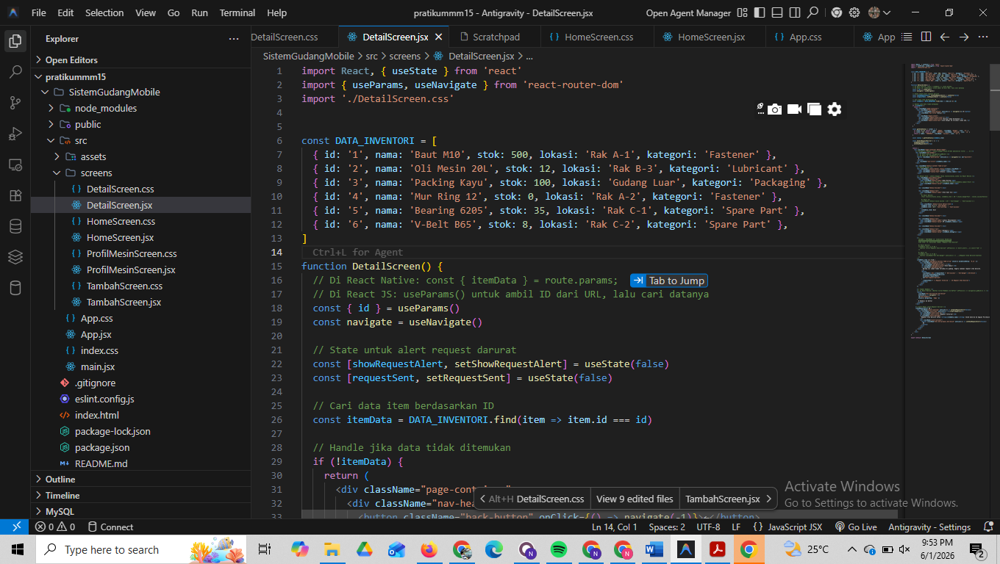 File Edit Selection View Go Run Terminal Help
pratikummm15 - Antigravity - DetailScreen.jsx
Open Agent Manager
Explorer
Open Editors
pratikummm15
SistemGudangMobile
node_modules
public
src
assets
screens
DetailScreen.css
DetailScreen.jsx
HomeScreen.css
HomeScreen.jsx
ProfilMesinScreen.css
ProfilMesinScreen.jsx
TambahScreen.css
TambahScreen.jsx
App.css
App.jsx
index.css
main.jsx
.gitignore
eslint.config.js
index.html
package-lock.json
package.json
README.md
Outline
Timeline
MySQL
DetailScreen.css DetailScreen.jsx Scratchpad HomeScreen.css HomeScreen.jsx App.css App
SistemGudangMobile > src > screens > DetailScreen.jsx > ...
1 import React, { useState } from 'react'
2 import { useParams, useNavigate } from 'react-router-dom'
3 import './DetailScreen.css'
4
5
6 const DATA_INVENTORI = [
7 { id: '1', nama: 'Baut M10', stok: 500, lokasi: 'Rak A-1', kategori: 'Fastener' },
8 { id: '2', nama: 'Oli Mesin 20L', stok: 12, lokasi: 'Rak B-3', kategori: 'Lubricant' },
9 { id: '3', nama: 'Packing Kayu', stok: 100, lokasi: 'Gudang Luar', kategori: 'Packaging' },
10 { id: '4', nama: 'Mur Ring 12', stok: 0, lokasi: 'Rak A-2', kategori: 'Fastener' },
11 { id: '5', nama: 'Bearing 6205', stok: 35, lokasi: 'Rak C-1', kategori: 'Spare Part' },
12 { id: '6', nama: 'V-Belt B65', stok: 8, lokasi: 'Rak C-2', kategori: 'Spare Part' },
13 ]
14 Ctrl+L for Agent
15 function DetailScreen() {
16 // Di React Native: const { itemData } = route.params; Tab to Jump
17 // Di React JS: useParams() untuk ambil ID dari URL, lalu cari datanya
18 const { id } = useParams()
19 const navigate = useNavigate()
20
21 // State untuk alert request darurat
22 const [showRequestAlert, setShowRequestAlert] = useState(false)
23 const [requestSent, setRequestSent] = useState(false)
24
25 // Cari data item berdasarkan ID
26 const itemData = DATA_INVENTORI.find(item => item.id === id)
27
28 // Handle jika data tidak ditemukan
29 if (!itemData) {
30 return (
31 <div className="page-container"
32 <div className="nav-hea
33 <button className="back-button" onClick={() => navigate(-1)}>←</button>
Alt+H DetailScreen.css View 9 edited files TambahScreen.jsx
Activate Windows
Go to Settings to activate Windows.
0 0 Connect
Ln 14, Col 1 Spaces: 2 UTF-8 LF {} JavaScript JSX Go Live Antigravity - Settings
Type here to search
25°C
9:53 PM
6/1/2026
2